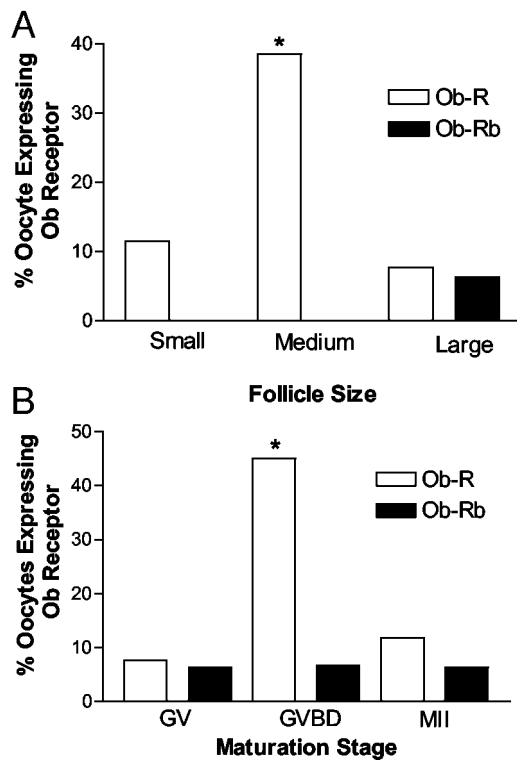 A
% Oocyte Expressing
Ob Receptor
40
30
20
10
0
*
Ob-R
Ob-Rb
Small Medium Large
Follicle Size
B
% Oocytes Expressing
Ob Receptor
50
40
30
20
10
0
*
Ob-R
Ob-Rb
GV GVBD MII
Maturation Stage